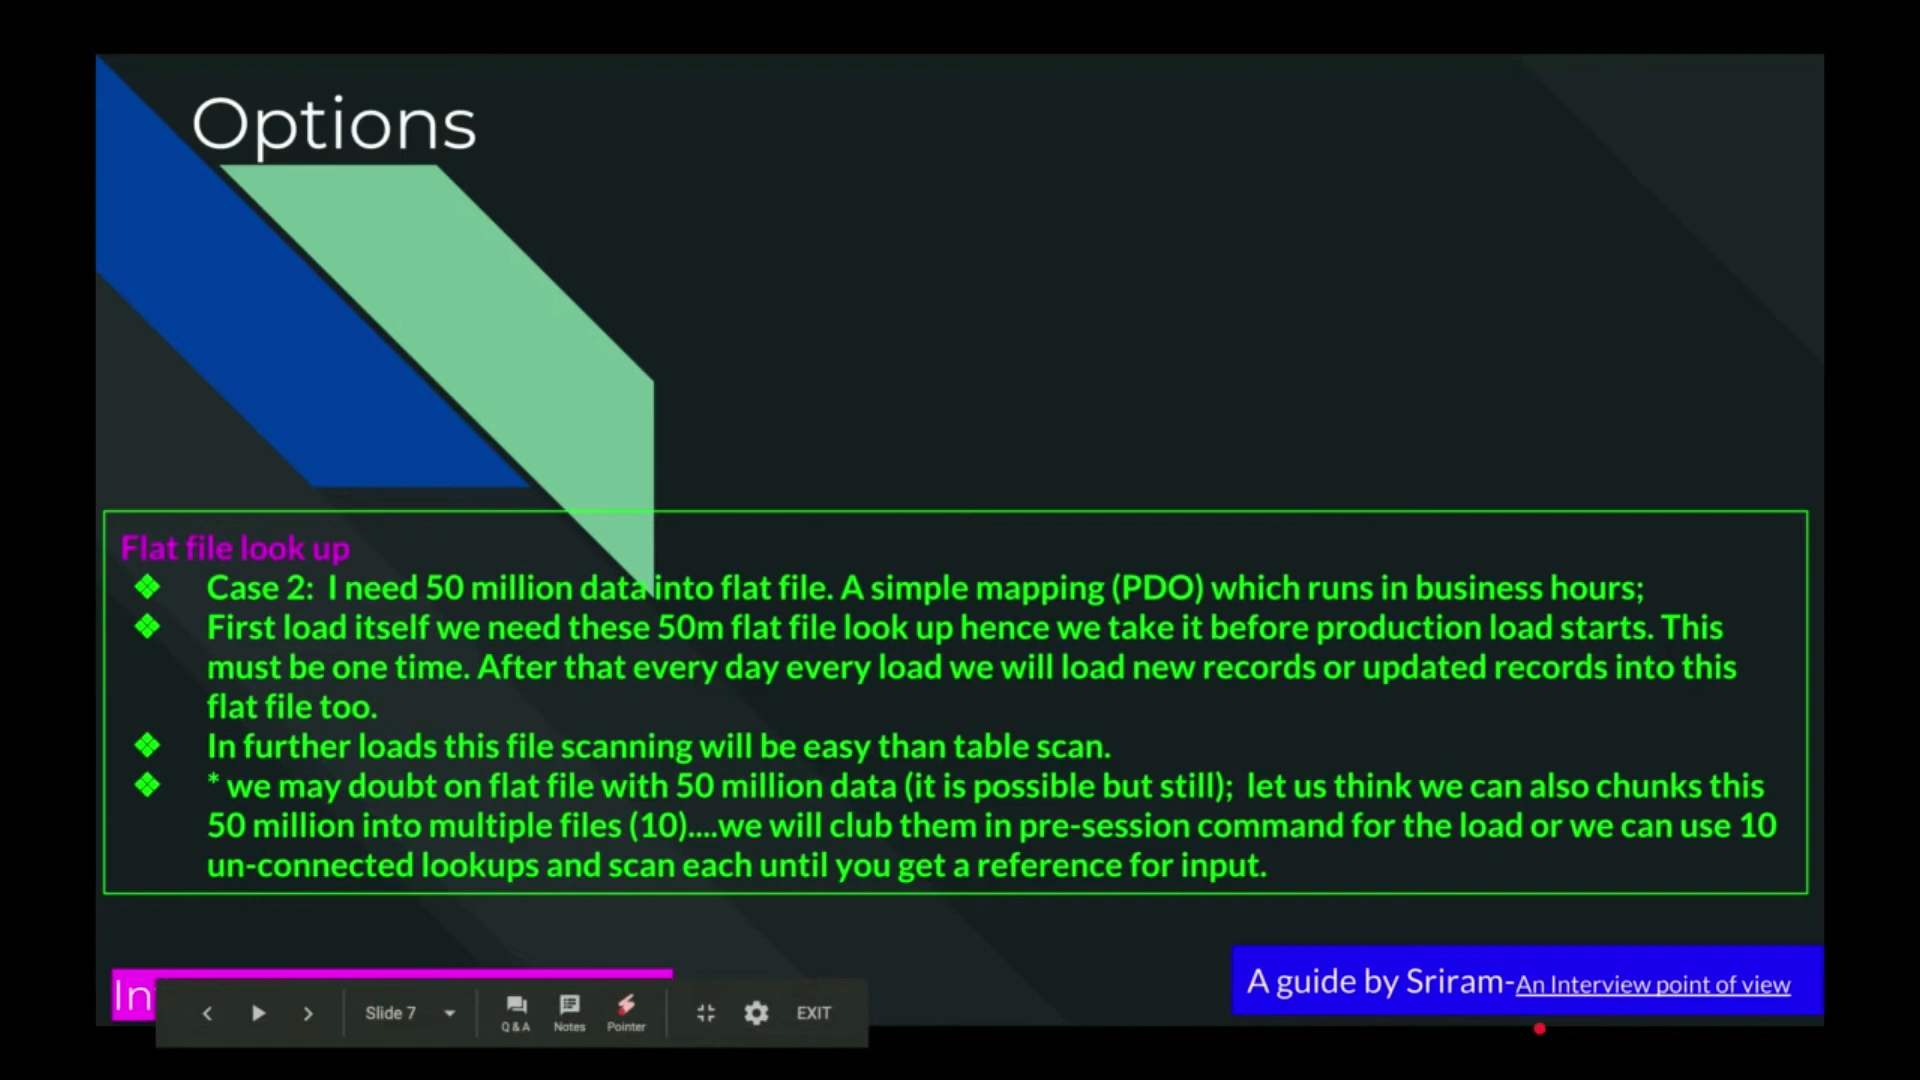 Options
Flat file look up
❖ Case 2: I need 50 million data into flat file. A simple mapping (PDO) which runs in business hours;
❖ First load itself we need these 50m flat file look up hence we take it before production load starts. This
must be one time. After that every day every load we will load new records or updated records into this
flat file too.
❖ In further loads this file scanning will be easy than table scan.
❖ * we may doubt on flat file with 50 million data (it is possible but still); let us think we can also chunks this
50 million into multiple files (10)....we will club them in pre-session command for the load or we can use 10
un-connected lookups and scan each until you get a reference for input.
A guide by Sriram-An Interview point of view
In
Slide 7
Q & A
Notes
Pointer
EXIT